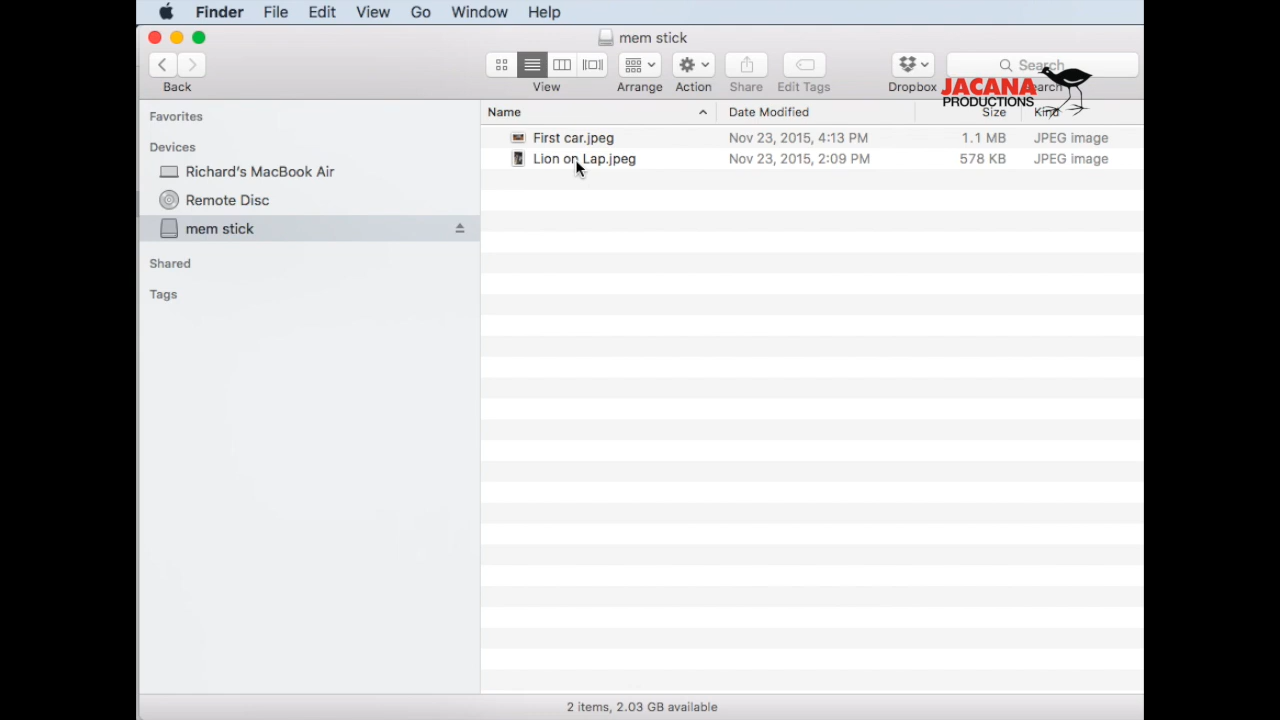 Finder File Edit View Go Window Help
mem stick
Search
Back View Arrange Action Share Edit Tags Dropbox Search
JACANA
PRODUCTIONS
Favorites
Devices
Richard's MacBook Air
Remote Disc
mem stick
Shared
Tags
Name Date Modified Size Kind
First car.jpeg Nov 23, 2015, 4:13 PM 1.1 MB JPEG image
Lion on Lap.jpeg Nov 23, 2015, 2:09 PM 578 KB JPEG image
2 items, 2.03 GB available